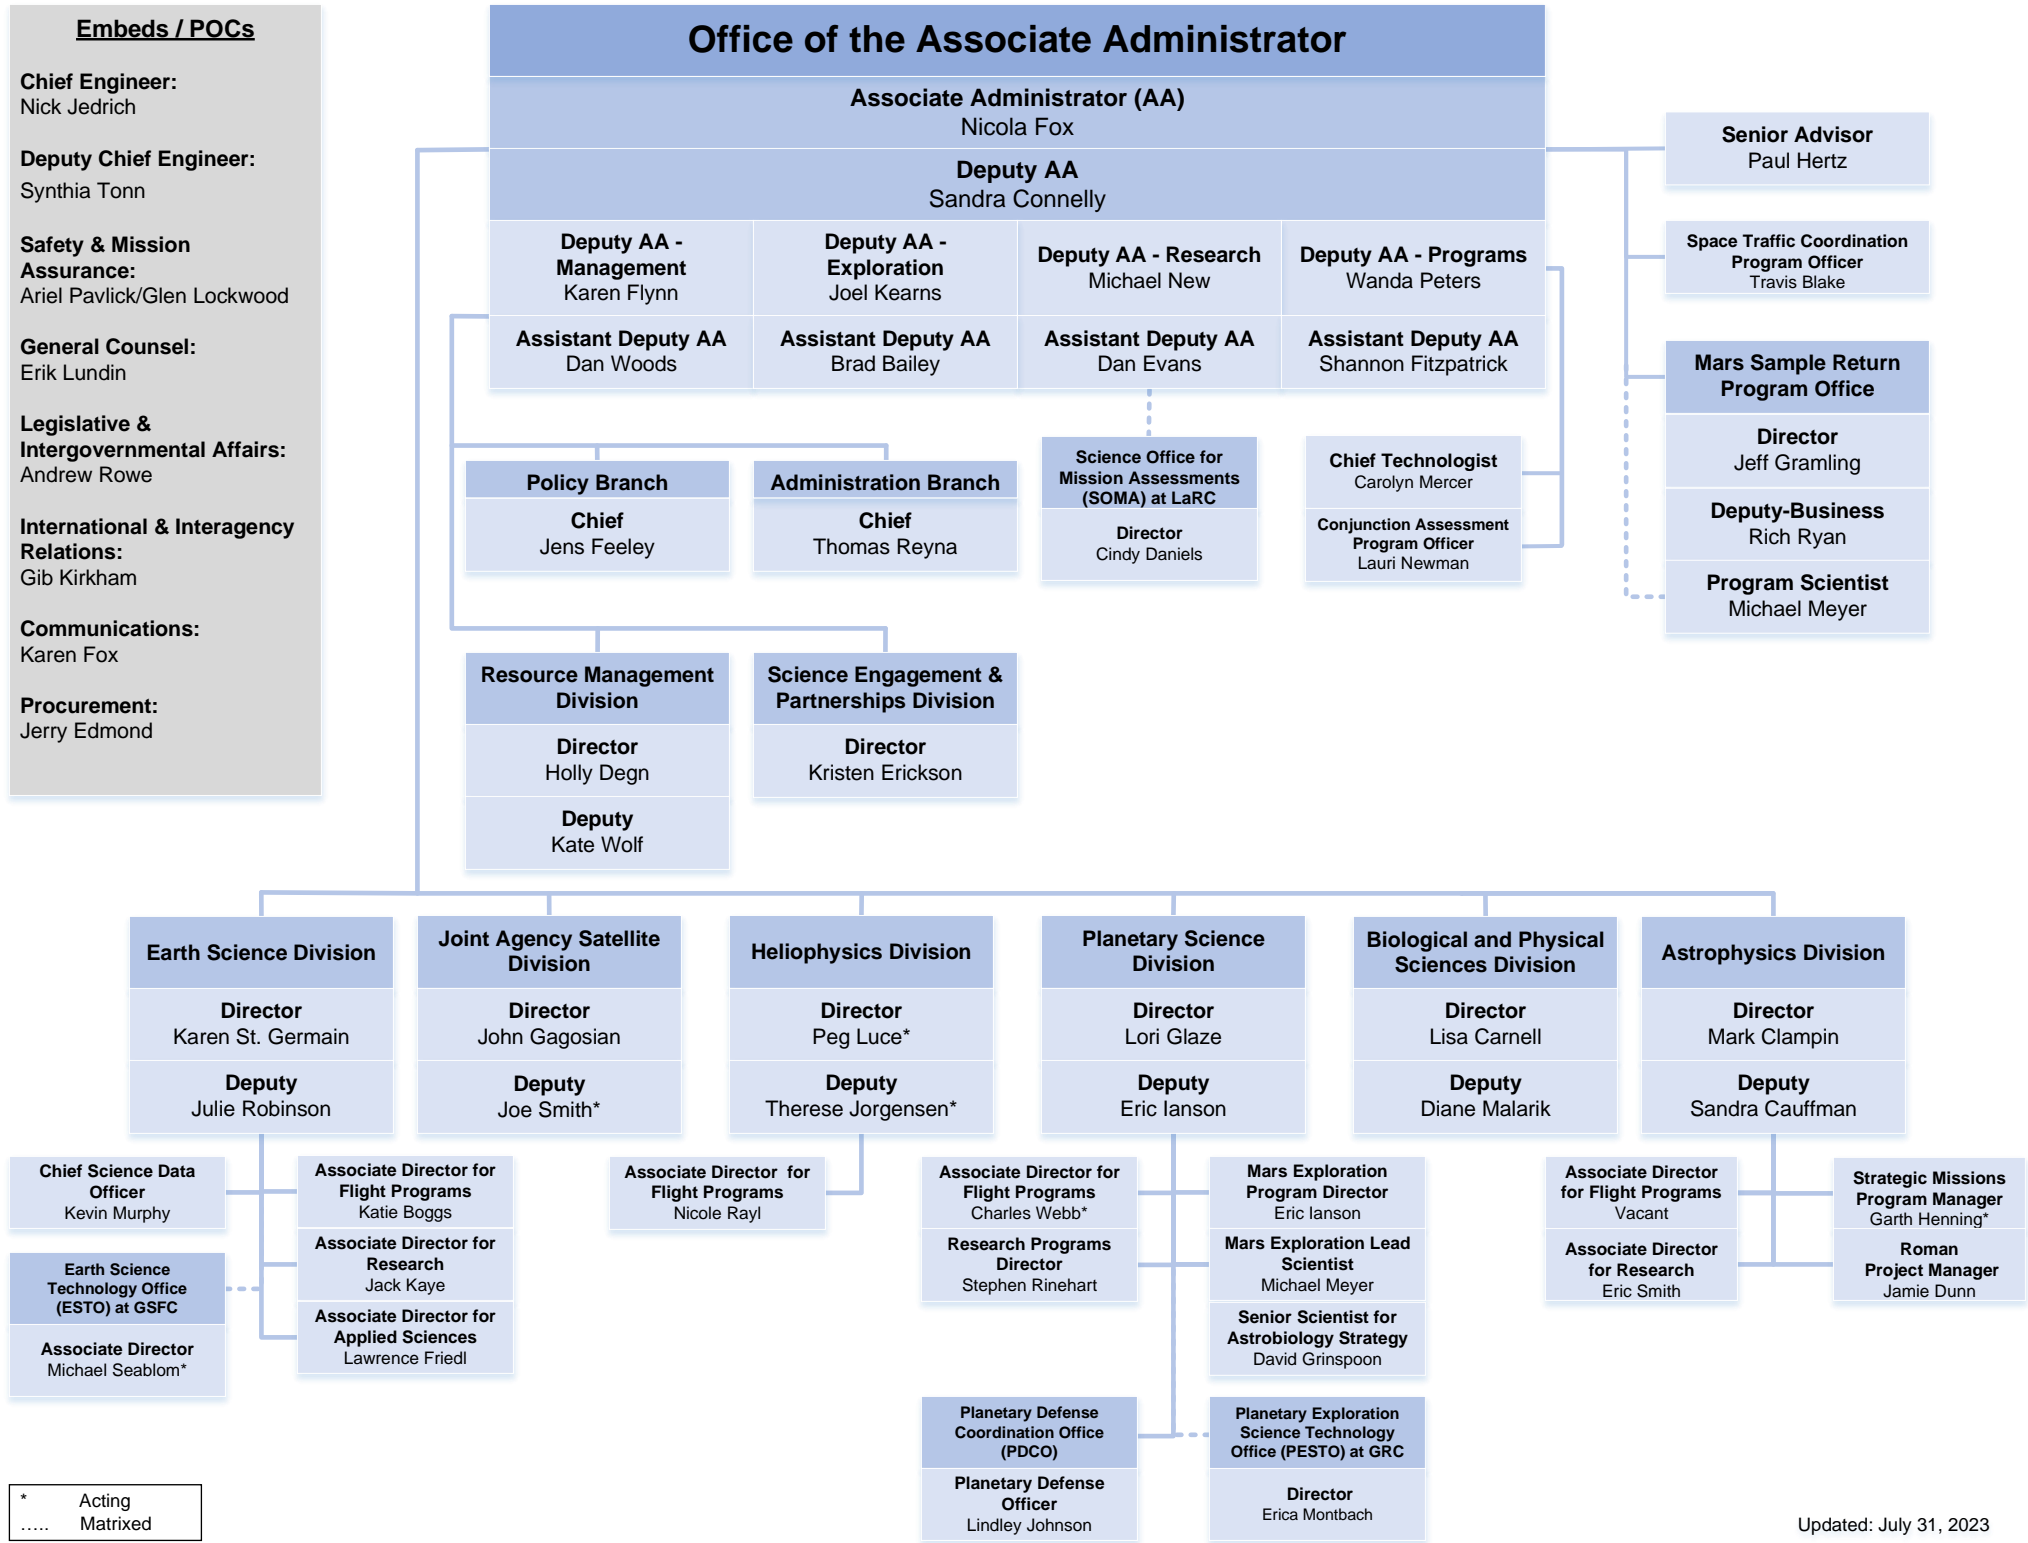 Embeds / POCs
Chief Engineer:
Nick Jedrich
Deputy Chief Engineer:
Synthia Tonn
Safety & Mission
Assurance:
Ariel Pavlick/Glen Lockwood
General Counsel:
Erik Lundin
Legislative &
Intergovernmental Affairs:
Andrew Rowe
International & Interagency
Relations:
Gib Kirkham
Communications:
Karen Fox
Procurement:
Jerry Edmond
Office of the Associate Administrator
Associate Administrator (AA)
Nicola Fox
Deputy AA
Sandra Connelly
Deputy AA -
Management
Karen Flynn
Deputy AA -
Exploration
Joel Kearns
Deputy AA - Research
Michael New
Deputy AA - Programs
Wanda Peters
Assistant Deputy AA
Dan Woods
Assistant Deputy AA
Brad Bailey
Assistant Deputy AA
Dan Evans
Assistant Deputy AA
Shannon Fitzpatrick
Senior Advisor
Paul Hertz
Space Traffic Coordination
Program Officer
Travis Blake
Mars Sample Return
Program Office
Director
Jeff Gramling
Deputy-Business
Rich Ryan
Program Scientist
Michael Meyer
Policy Branch
Chief
Jens Feeley
Administration Branch
Chief
Thomas Reyna
Science Office for
Mission Assessments
(SOMA) at LaRC
Director
Cindy Daniels
Chief Technologist
Carolyn Mercer
Conjunction Assessment
Program Officer
Lauri Newman
Resource Management
Division
Director
Holly Degn
Deputy
Kate Wolf
Science Engagement &
Partnerships Division
Director
Kristen Erickson
Earth Science Division
Director
Karen St. Germain
Deputy
Julie Robinson
Chief Science Data
Officer
Kevin Murphy
Earth Science
Technology Office
(ESTO) at GSFC
Associate Director
Michael Seablom*
Associate Director for
Flight Programs
Katie Boggs
Associate Director for
Research
Jack Kaye
Associate Director for
Applied Sciences
Lawrence Friedl
Joint Agency Satellite
Division
Director
John Gagosian
Deputy
Joe Smith*
Heliophysics Division
Director
Peg Luce*
Deputy
Therese Jorgensen*
Associate Director for
Flight Programs
Nicole Rayl
Planetary Science
Division
Director
Lori Glaze
Deputy
Eric Ianson
Associate Director for
Flight Programs
Charles Webb*
Research Programs
Director
Stephen Rinehart
Mars Exploration
Program Director
Eric Ianson
Mars Exploration Lead
Scientist
Michael Meyer
Senior Scientist for
Astrobiology Strategy
David Grinspoon
Planetary Defense
Coordination Office
(PDCO)
Planetary Defense
Officer
Lindley Johnson
Planetary Exploration
Science Technology
Office (PESTO) at GRC
Director
Erica Montbach
Biological and Physical
Sciences Division
Director
Lisa Carnell
Deputy
Diane Malarik
Astrophysics Division
Director
Mark Clampin
Deputy
Sandra Cauffman
Associate Director
for Flight Programs
Vacant
Associate Director
for Research
Eric Smith
Strategic Missions
Program Manager
Garth Henning*
Roman
Project Manager
Jamie Dunn
* Acting
..... Matrixed
Updated: July 31, 2023